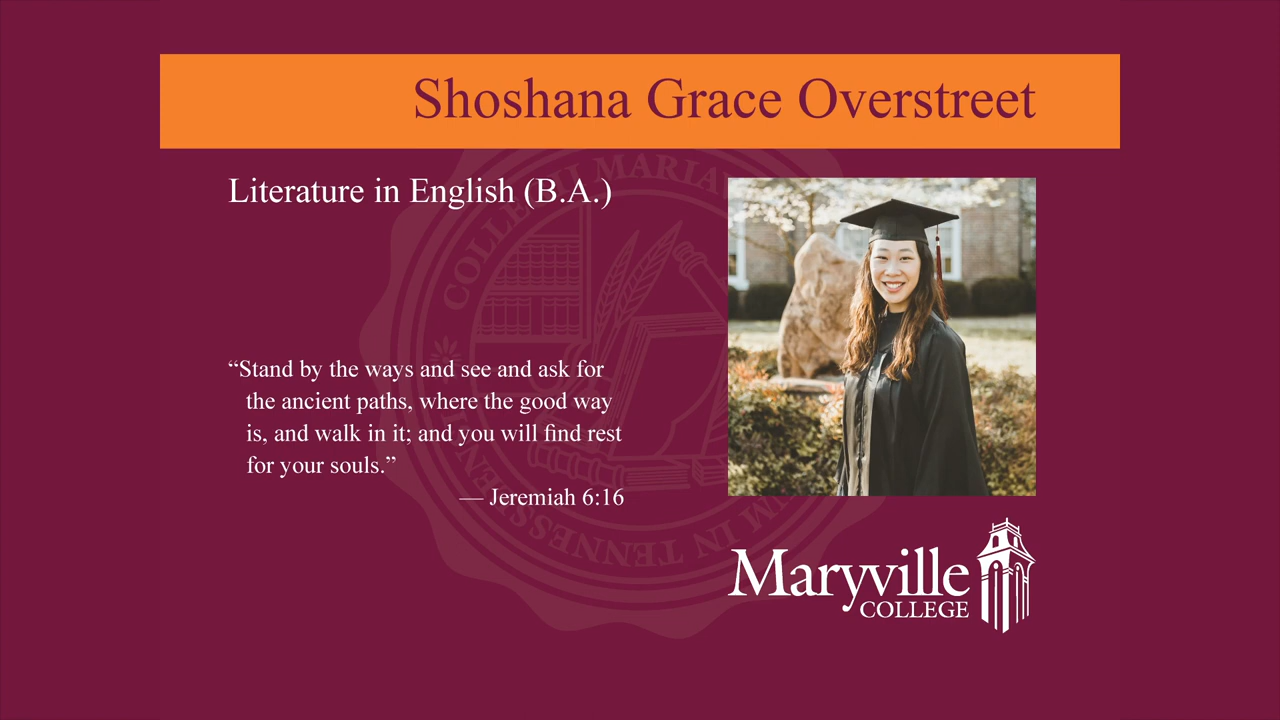 Shoshana Grace Overstreet
Literature in English (B.A.)
“Stand by the ways and see and ask for
the ancient paths, where the good way
is, and walk in it; and you will find rest
for your souls.”
— Jeremiah 6:16
Maryville
COLLEGE